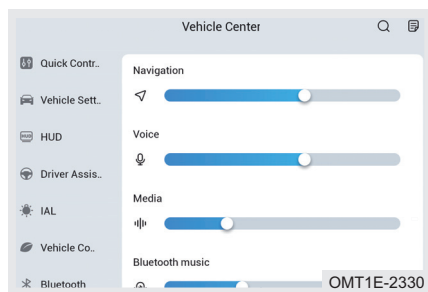 Vehicle Center
Quick Contr..
Vehicle Sett..
HUD
HUD
Driver Assis..
IAL
Vehicle Co..
Bluetooth
Navigation
Voice
Media
Bluetooth music
OMT1E-2330